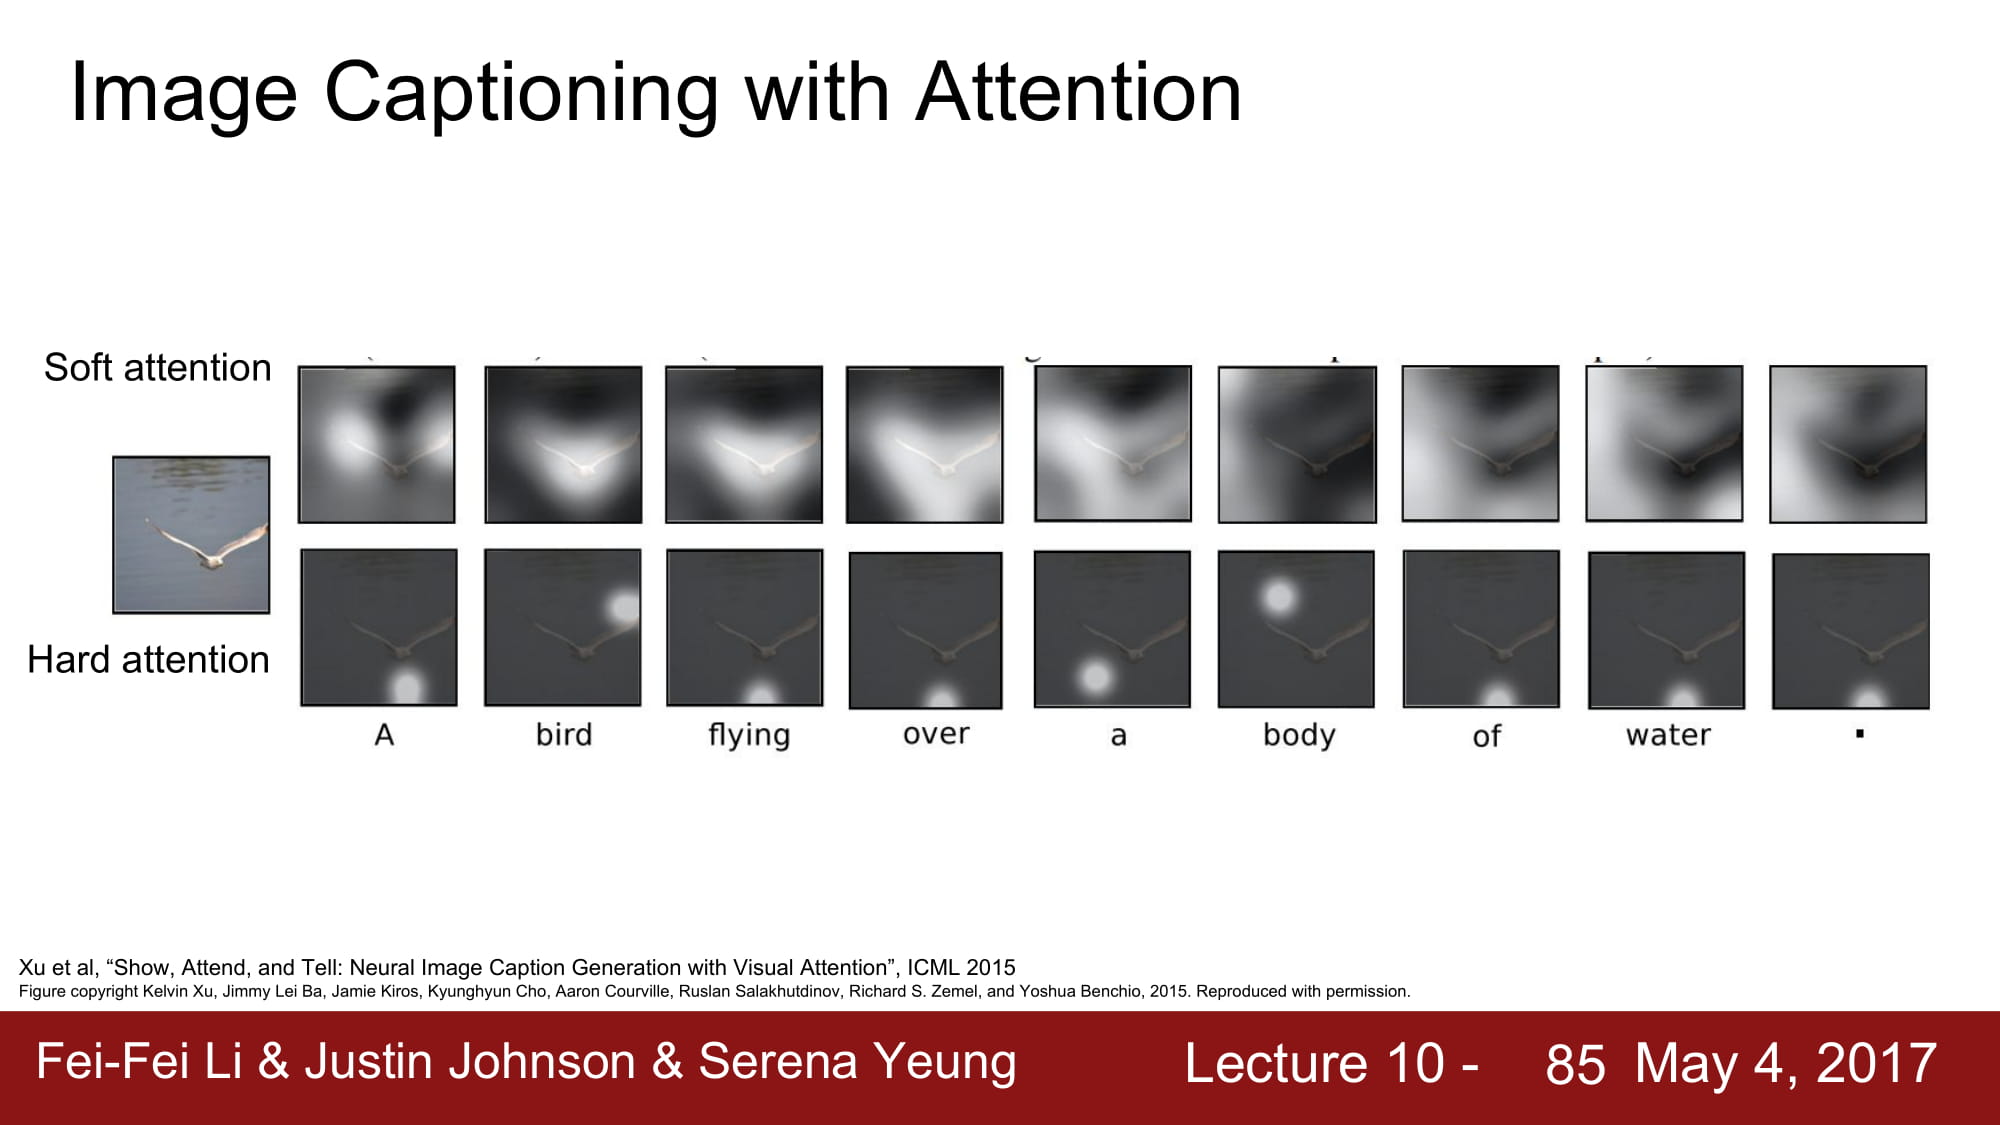 Image Captioning with Attention
Soft attention
Hard attention
A bird flying over a body of water .
Xu et al, “Show, Attend, and Tell: Neural Image Caption Generation with Visual Attention”, ICML 2015
Figure copyright Kelvin Xu, Jimmy Lei Ba, Jamie Kiros, Kyunghyun Cho, Aaron Courville, Ruslan Salakhutdinov, Richard S. Zemel, and Yoshua Benchio, 2015. Reproduced with permission.
Fei-Fei Li & Justin Johnson & Serena Yeung Lecture 10 - 85 May 4, 2017